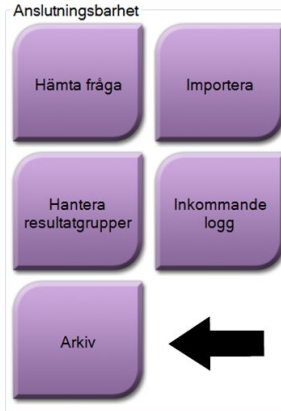 Anslutningsbarhet
Hämta fråga
Importera
Hantera
resultatgrupper
Inkommande
logg
Arkiv